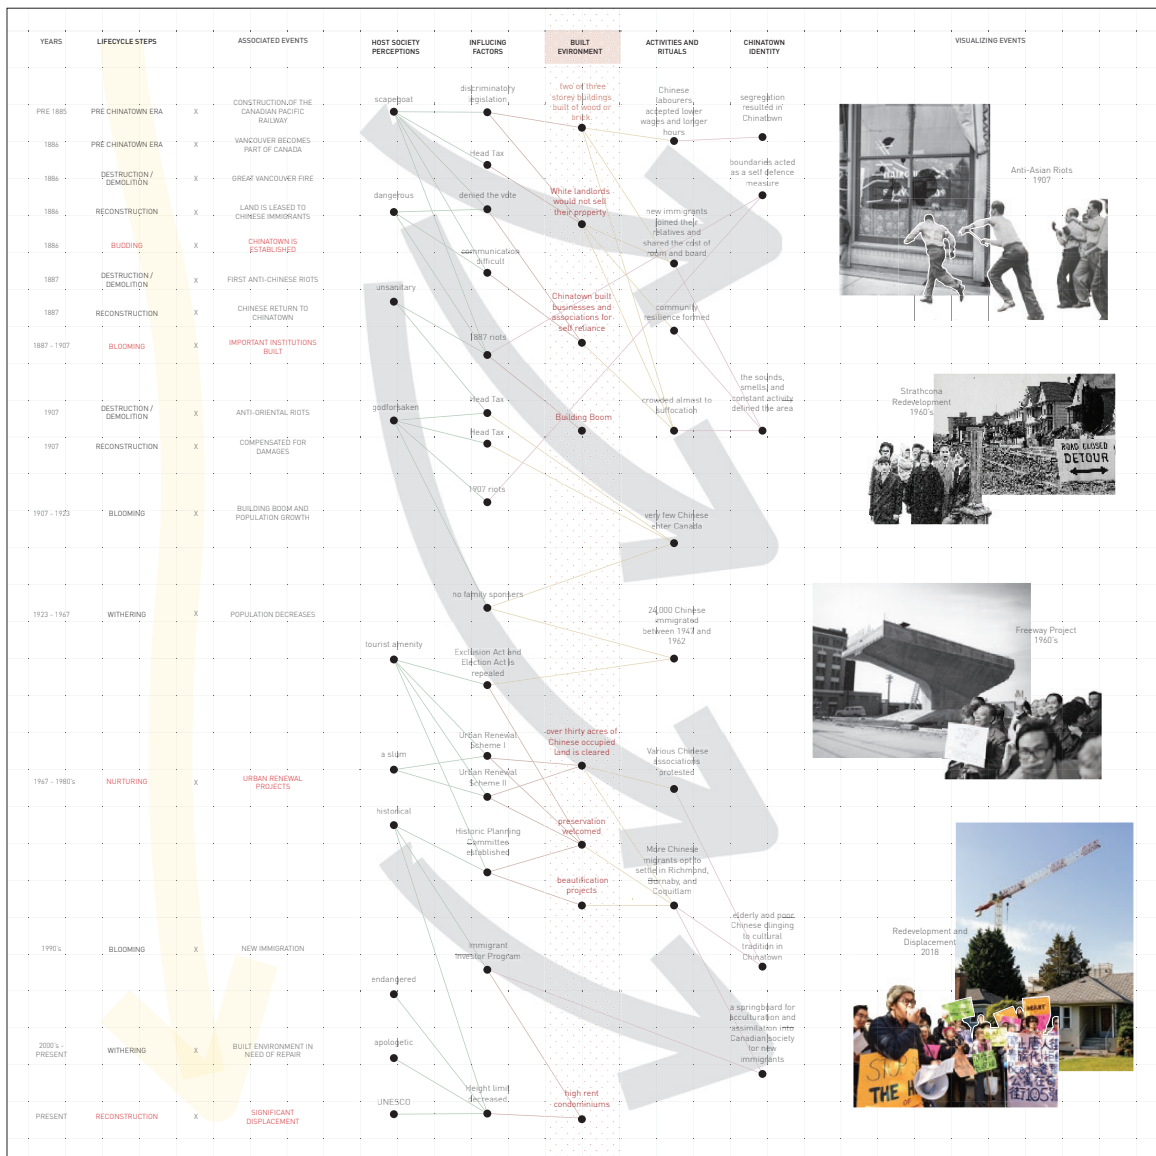 YEARS
LIFECYCLE STEPS
ASSOCIATED EVENTS
HOST SOCIETY
PERCEPTIONS
INFLUCING
FACTORS
BUILT
EVIRONMENT
ACTIVITIES AND
RITUALS
CHINATOWN
IDENTITY
VISUALIZING EVENTS
PRE 1885
PRE CHINATOWN ERA
X
CONSTRUCTION OF THE
CANADIAN PACIFIC
RAILWAY
1886
PRE CHINATOWN ERA
X
VANCOUVER BECOMES
PART OF CANADA
1886
DESTRUCTION/
DEMOLITION
X
GREAT VANCOUVER FIRE
1886
RECONSTRUCTION
X
LAND IS LEASED TO
CHINESE IMMIGRANTS
1886
BUDDING
X
CHINATOWN IS
ESTABLISHED
1887
DESTRUCTION /
DEMOLITION
X
FIRST ANTI-CHINESE RIOTS
1887
RECONSTRUCTION
X
CHINESE RETURN TO
CHINATOWN
1887 - 1907
BLOOMING
X
IMPORTANT INSTITUTIONS
BUILT
1907
DESTRUCTION /
DEMOLITION
X
ANTI-ORIENTAL RIOTS
1907
RECONSTRUCTION
X
COMPENSATED FOR
DAMAGES
1907 - 1923
BLOOMING
X
BUILDING BOOM AND
POPULATION GROWTH
1923 - 1967
WITHERING
X
POPULATION DECREASES
1967 - 1980's
NURTURING
X
URBAN RENEWAL
PROJECTS
1990's
BLOOMING
X
NEW IMMIGRATION
2000's -
PRESENT
WITHERING
X
BUILT ENVIRONMENT IN
NEED OF REPAIR
PRESENT
RECONSTRUCTION
X
SIGNIFICANT
DISPLACEMENT
scapegoat
dangerous
unsanitary
godforsaken
tourist amenity
a slum
historical
endangered
apologetic
UNESCO
discriminatory
legislation
Head Tax
denied the vote
communication
difficult
1887 riots
Head Tax
Head Tax
1907 riots
no family sponsers
Exclusion Act and
Election Act is
repealed
Urban Renewal
Scheme I
Urban Renewal
Scheme II
Historic Planning
Committee
established
Immigrant
Investor Program
Height limit
decreased
two or three
storey buildings
built of wood or
brick.
White landlords
would not sell
their property
Chinatown built
businesses and
associations for
self reliance
Building Boom
over thirty acres of
Chinese occupied
land is cleared
preservation
welcomed
beautification
projects
high rent
condominiums
Chinese
labourers
accepted lower
wages and longer
hours
new immigrants
joined their
relatives and
shared the cost of
room and board
community
resilience formed
crowded almost to
suffocation
very few Chinese
enter Canada
24,000 Chinese
immigrated
between 1947 and
1962
Various Chinese
associations
protested
More Chinese
migrants opt to
settle in Richmond,
Burnaby, and
Coquitlam
segregation
resulted in
Chinatown
boundaries acted
as a self defence
measure
the sounds,
smells, and
constant activity
defined the area
elderly and poor
Chinese clinging
to cultural
tradition in
Chinatown
a springboard for
acculturation and
assimilation into
Canadian society
for new
immigrants
Anti-Asian Riots
1907
Strathcona
Redevelopment
1960's
ROAD CLOSED
DETOUR
Freeway Project
1960's
Redevelopment and
Displacement
2018
STOP
THE H
OF
105